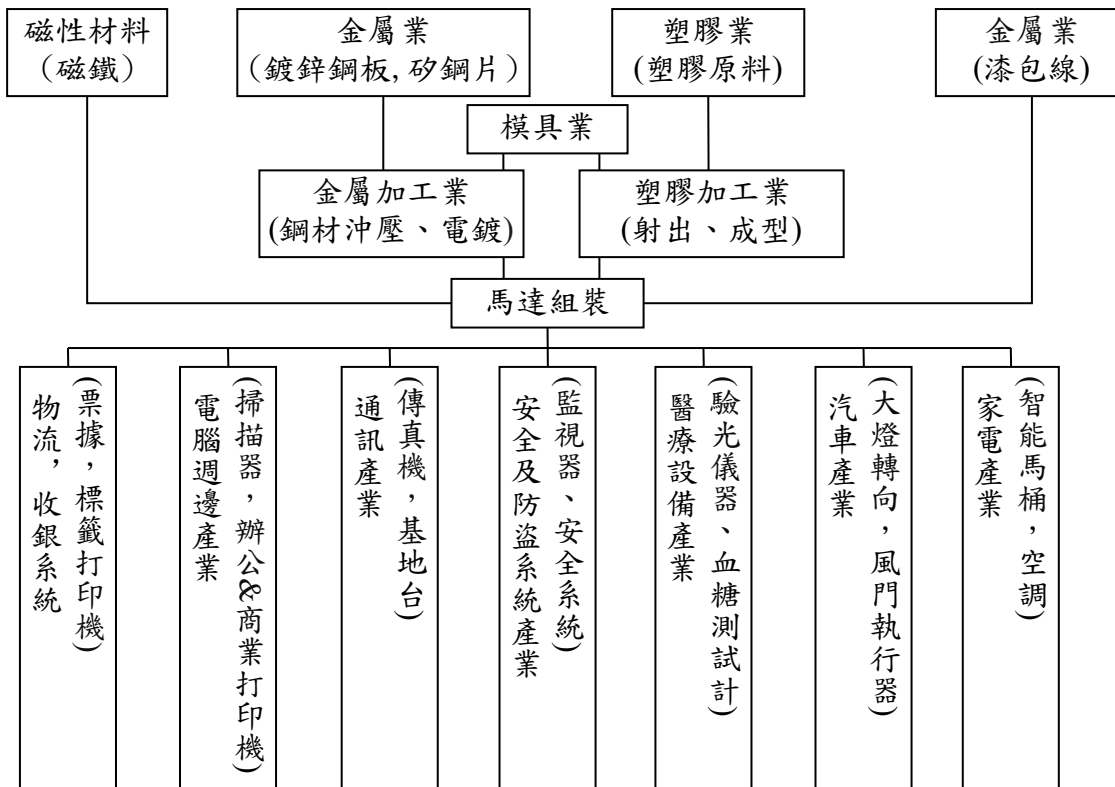 磁性材料
（磁鐵）
金屬業
（鍍鋅鋼板, 矽鋼片）
塑膠業
(塑膠原料)
金屬業
(漆包線)
模具業
金屬加工業
(鋼材沖壓、電鍍)
塑膠加工業
(射出、成型)
馬達組裝
物流，收銀系統
(票據，標籤打印機)
電腦週邊產業
(掃描器，辦公&商業打印機)
通訊產業
(傳真機，基地台)
安全及防盜系統產業
(監視器、安全系統)
醫療設備產業
(驗光儀器、血糖測試計)
汽車產業
(大燈轉向，風門執行器)
家電產業
(智能馬桶，空調)